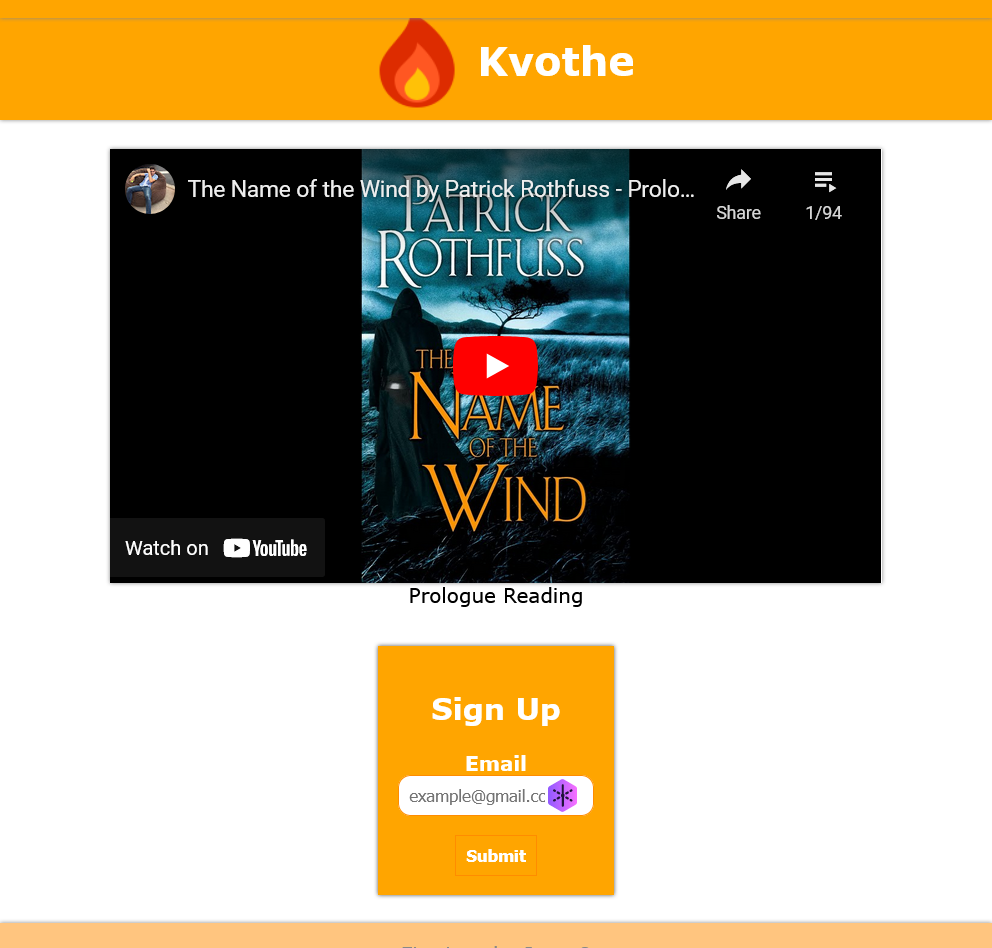 Kvothe
The Name of the Wind by Patrick Rothfuss - Prolo...
Share
1/94
PATRICK
ROTHFUSS
THE
NAME
OF THE
WIND
Watch on YouTube
Prologue Reading
Sign Up
Email
example@gmail.cc
Submit